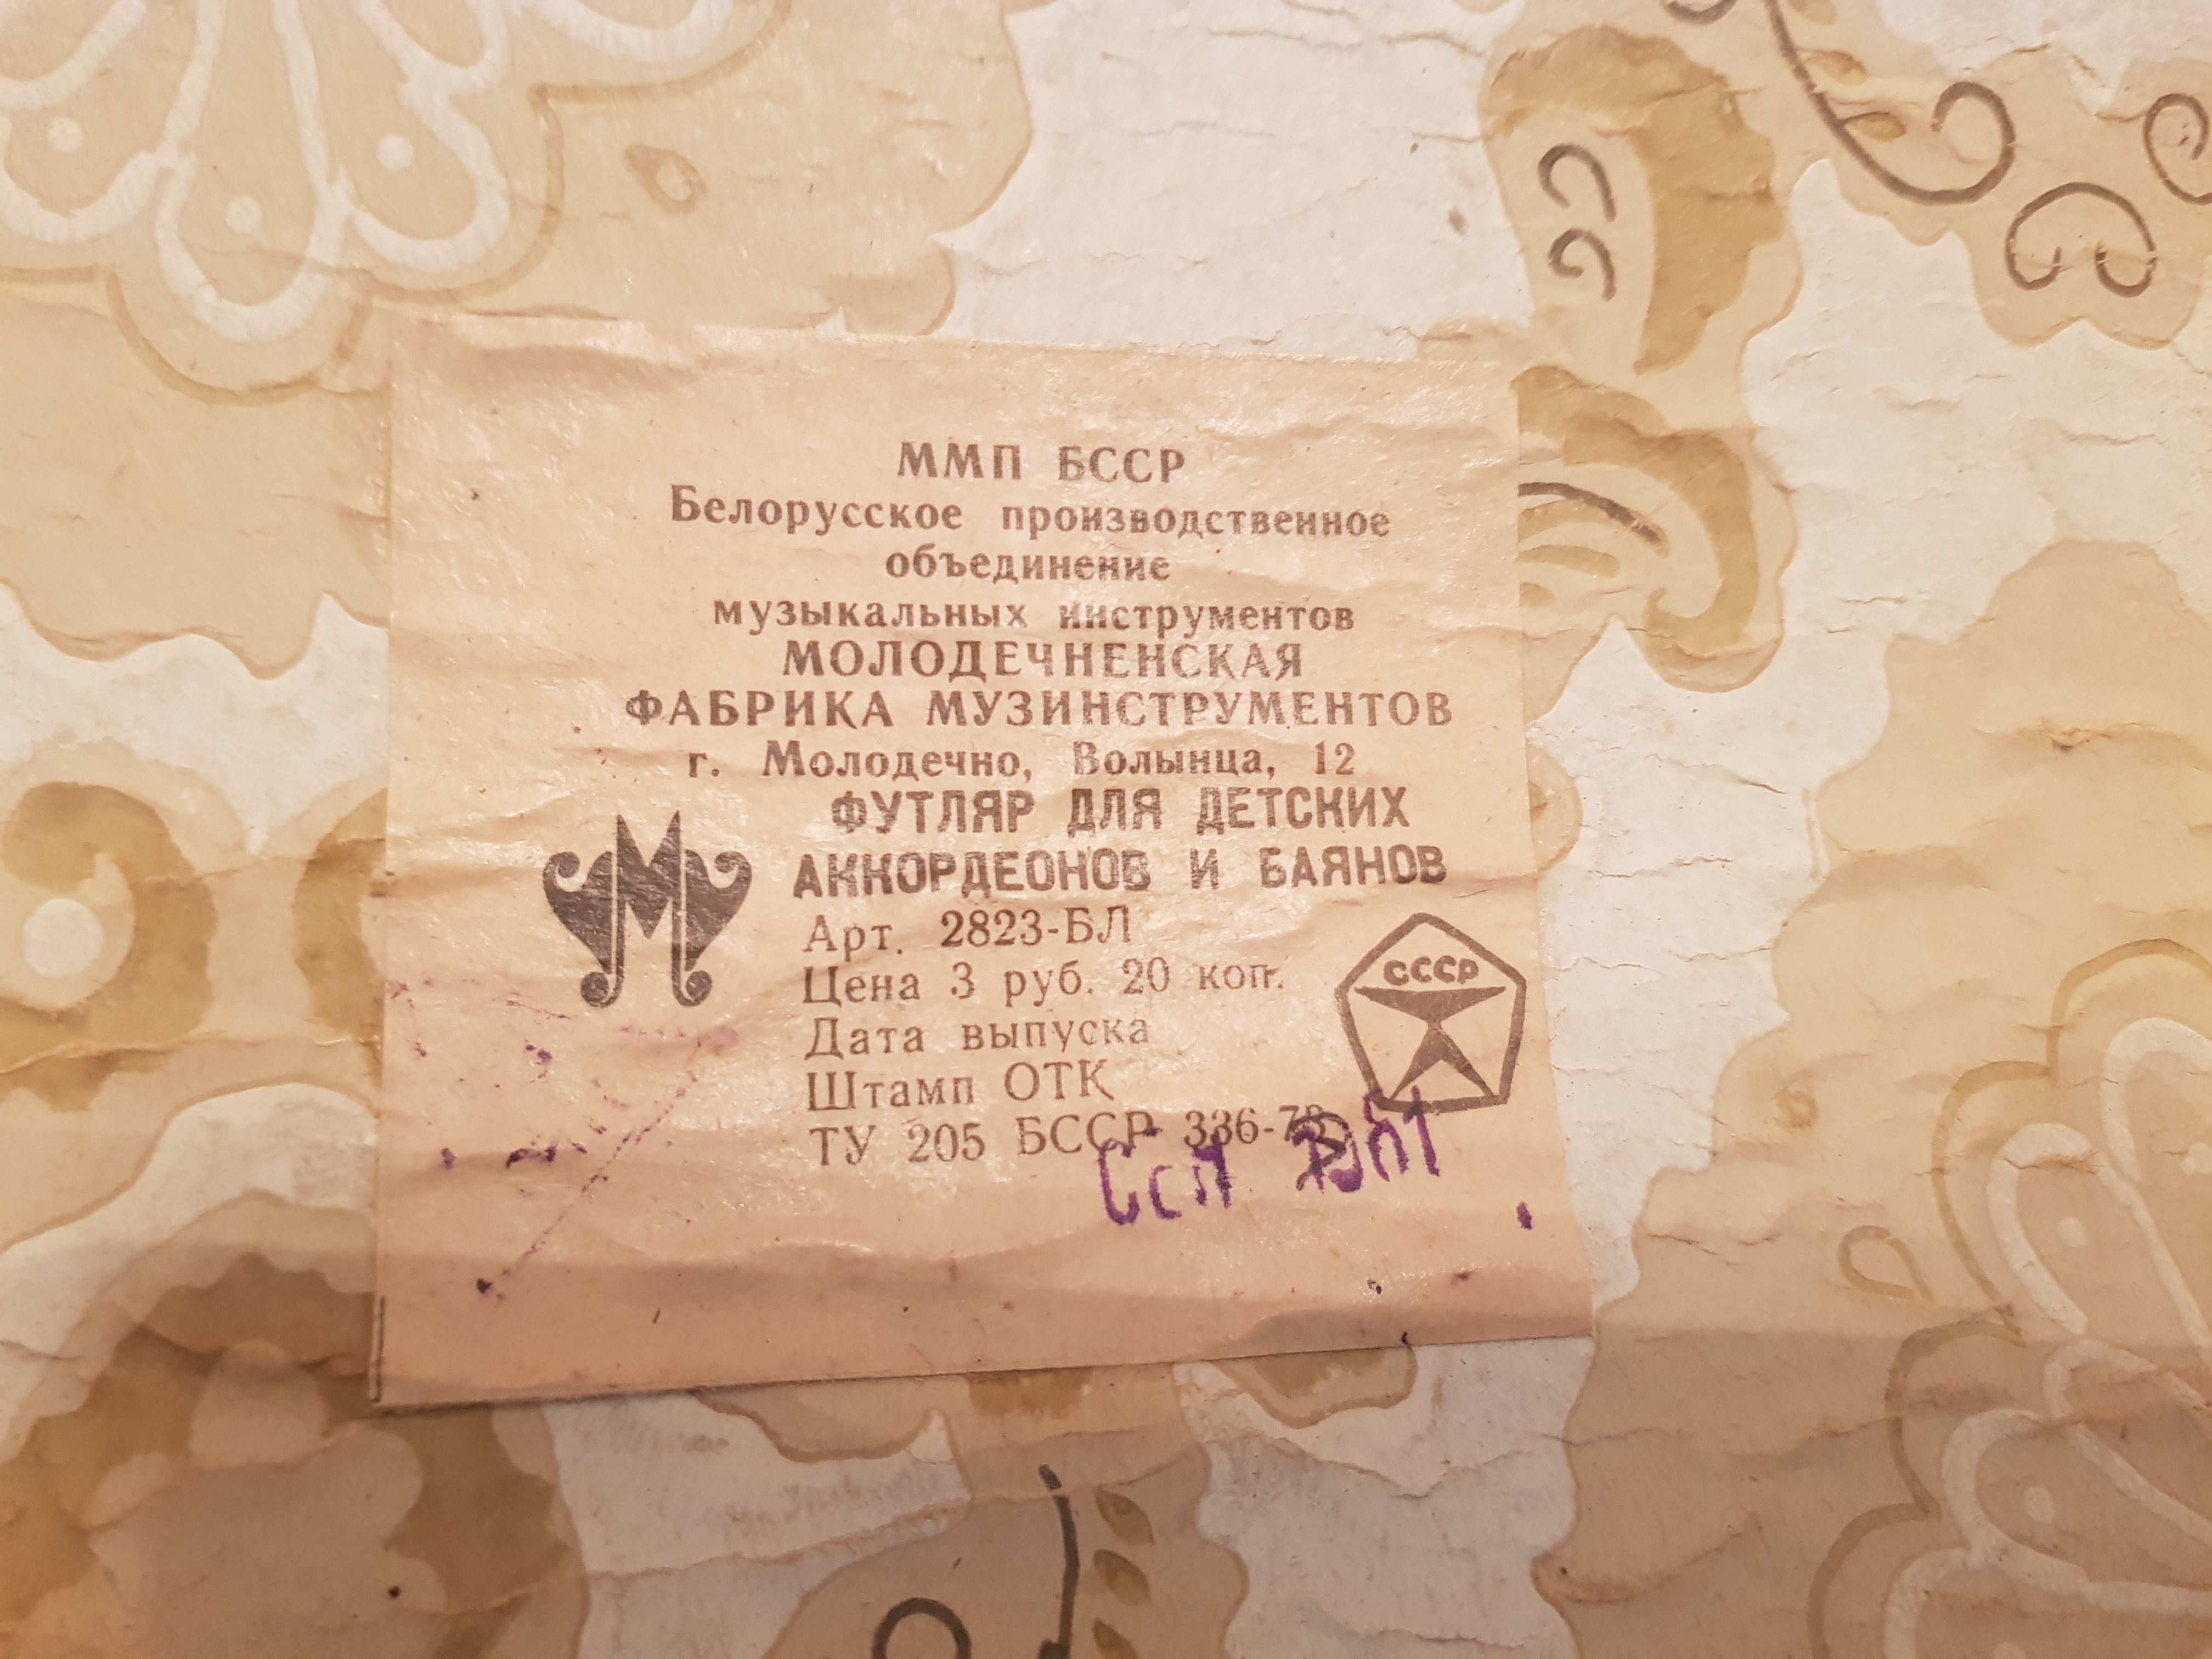 ММП БССР
Белорусское производственное
объединение
музыкальных инструментов
МОЛОДЕЧНЕНСКАЯ
ФАБРИКА МУЗИНСТРУМЕНТОВ
г. Молодечно, Волынца, 12
ФУТЛЯР ДЛЯ ДЕТСКИХ
АККОРДЕОНОВ И БАЯНОВ
М
Арт. 2823-БЛ
Цена 3 руб. 20 коп.
СССР
Дата выпуска
Штамп ОТК
ТУ 205 БССР 336-78